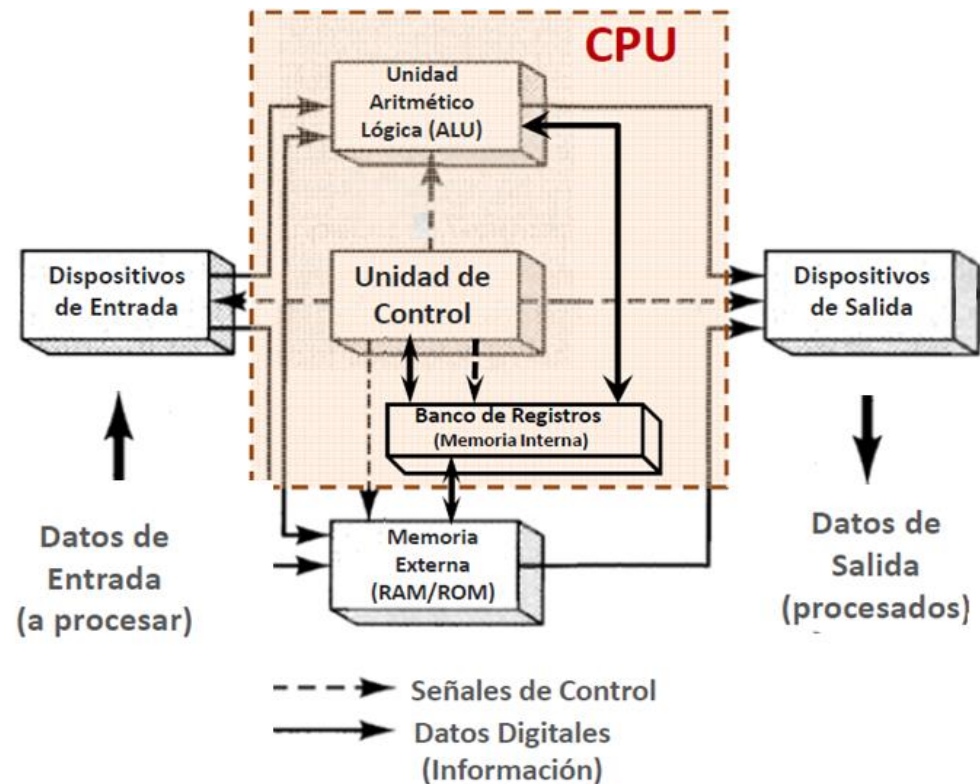 CPU
Unidad
Aritmético
Lógica (ALU)
Dispositivos
de Entrada
Unidad de
Control
Dispositivos
de Salida
Banco de Registros
(Memoria Interna)
Datos de
Entrada
(a procesar)
Memoria
Externa
(RAM/ROM)
Datos de
Salida
(procesados)
Señales de Control
Datos Digitales
(Información)